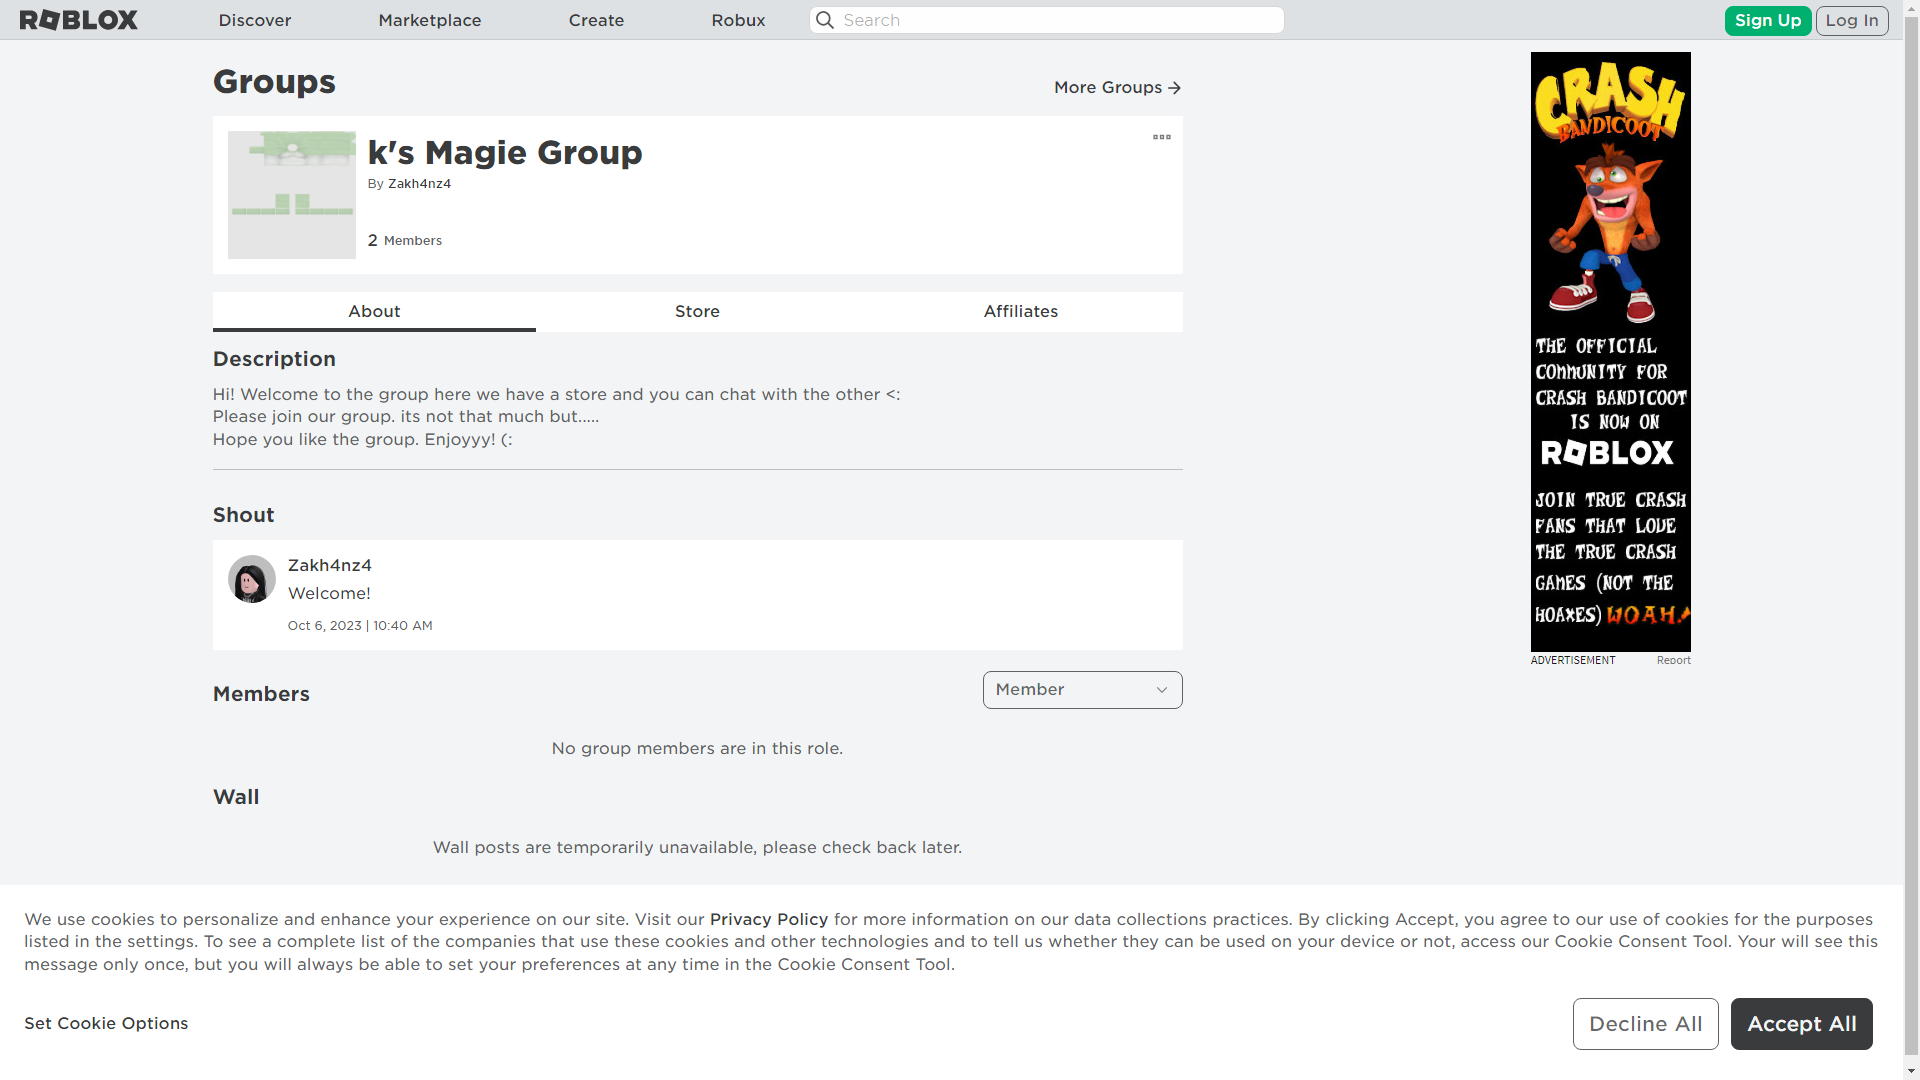 ROBLOX
Discover
Marketplace
Create
Robux
Search
Sign Up
Log In
Groups
More Groups
k's Magie Group
By Zakh4nz4
2 Members
About
Store
Affiliates
Description
Hi! Welcome to the group here we have a store and you can chat with the other <:
Please join our group. its not that much but.....
Hope you like the group. Enjoyyy! (:
Shout
Zakh4nz4
Welcome!
Oct 6, 2023 | 10:40 AM
Members
Member
No group members are in this role.
Wall
Wall posts are temporarily unavailable, please check back later.
CRASH
BANDICOOT
THE OFFICIAL
COMMUNITY FOR
CRASH BANDICOOT
IS NOW ON
ROBLOX
JOIN TRUE CRASH
FANS THAT LOVE
THE TRUE CRASH
GAMES (NOT THE
HOAXES) WOAH!
ADVERTISEMENT
Report
We use cookies to personalize and enhance your experience on our site. Visit our Privacy Policy for more information on our data collections practices. By clicking Accept, you agree to our use of cookies for the purposes
listed in the settings. To see a complete list of the companies that use these cookies and other technologies and to tell us whether they can be used on your device or not, access our Cookie Consent Tool. Your will see this
message only once, but you will always be able to set your preferences at any time in the Cookie Consent Tool.
Set Cookie Options
Decline All
Accept All